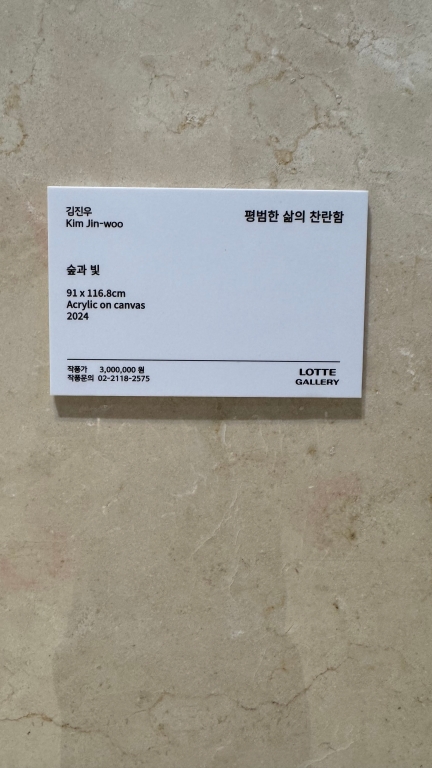 김진우
Kim Jin-woo
평범한 삶의 찬란함
숲과 빛
91 x 116.8cm
Acrylic on canvas
2024
작품가 3,000,000 원
작품문의 02-2118-2575
LOTTE
GALLERY